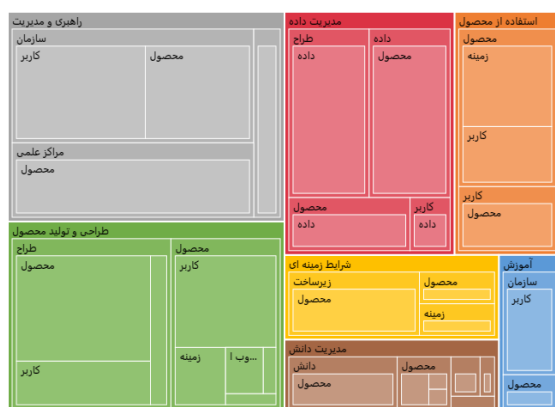 راهبری و مدیریت
سازمان
کاربر
محصول
مراکز علمی
محصول
مدیریت داده
طراح
داده
داده
محصول
محصول
داده
کاربر
داده
استفاده از محصول
محصول
زمینه
کاربر
کاربر
محصول
طراحی و تولید محصول
طراح
محصول
کاربر
محصول
کاربر
زمینه
وب ا...
شرایط زمینه ای
زیرساخت
محصول
محصول
زمینه
مدیریت دانش
دانش
محصول
محصول
آموزش
سازمان
کاربر
محصول